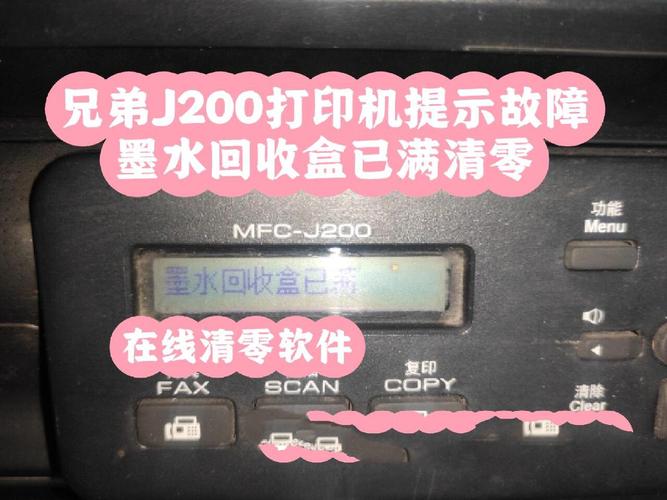 兄弟J200打印机提示故障
墨水回收盒已满清零
MFC-J200
墨水回收盒已满
在线清零软件
功能
Menu
FAX
SCAN
复印
COPY
清除
Clear